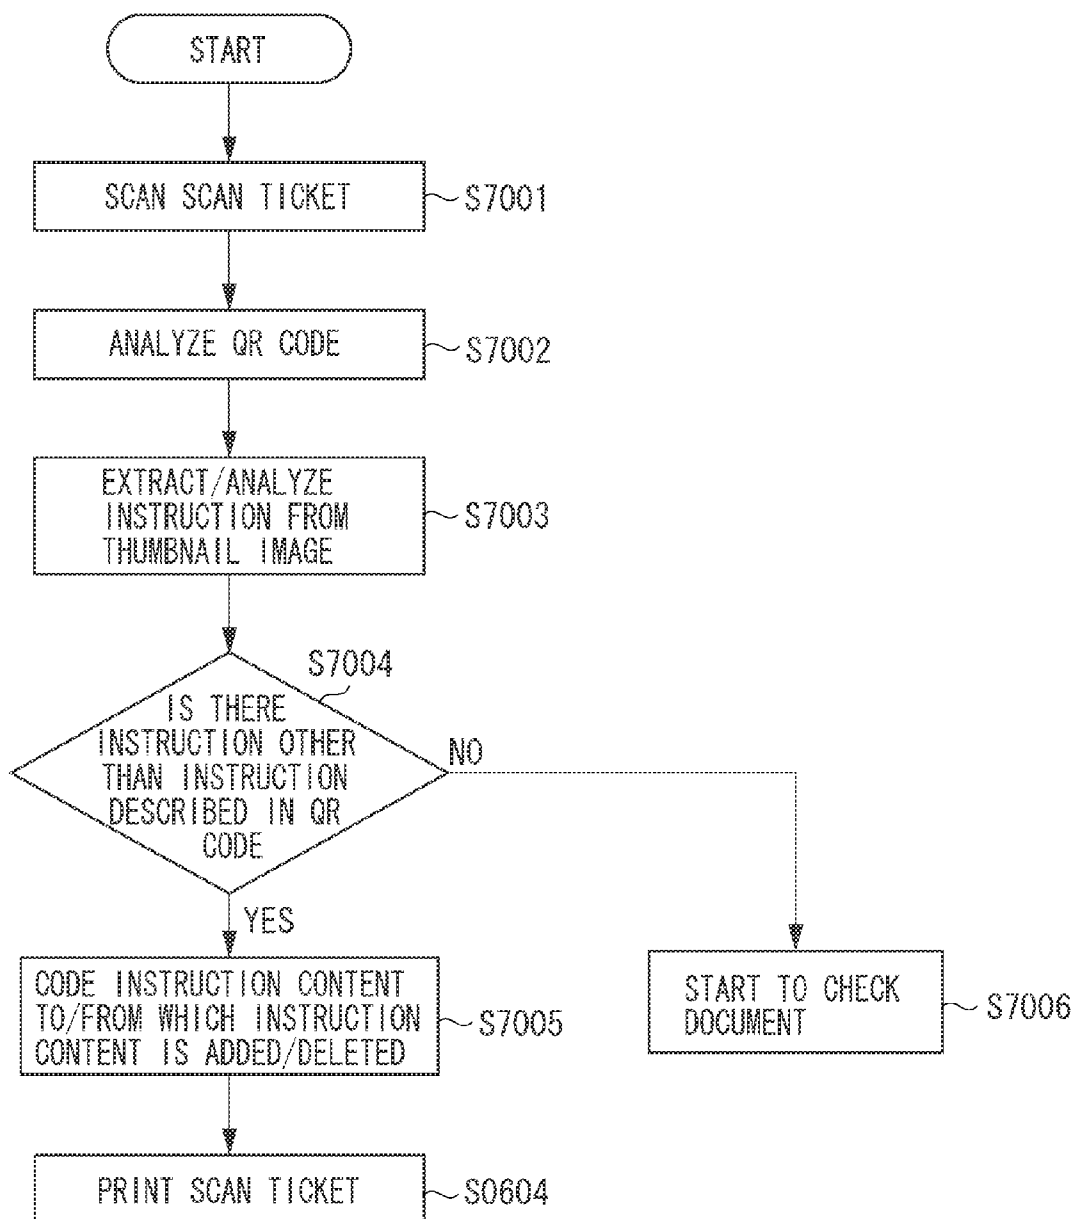 START
SCAN SCAN TICKET
S7001
ANALYZE QR CODE
S7002
EXTRACT/ANALYZE
INSTRUCTION FROM
THUMBNAIL IMAGE
S7003
S7004
IS THERE
INSTRUCTION OTHER
THAN INSTRUCTION
DESCRIBED IN QR
CODE
NO
YES
CODE INSTRUCTION CONTENT
TO/FROM WHICH INSTRUCTION
CONTENT IS ADDED/DELETED
S7005
START TO CHECK
DOCUMENT
S7006
PRINT SCAN TICKET
S0604